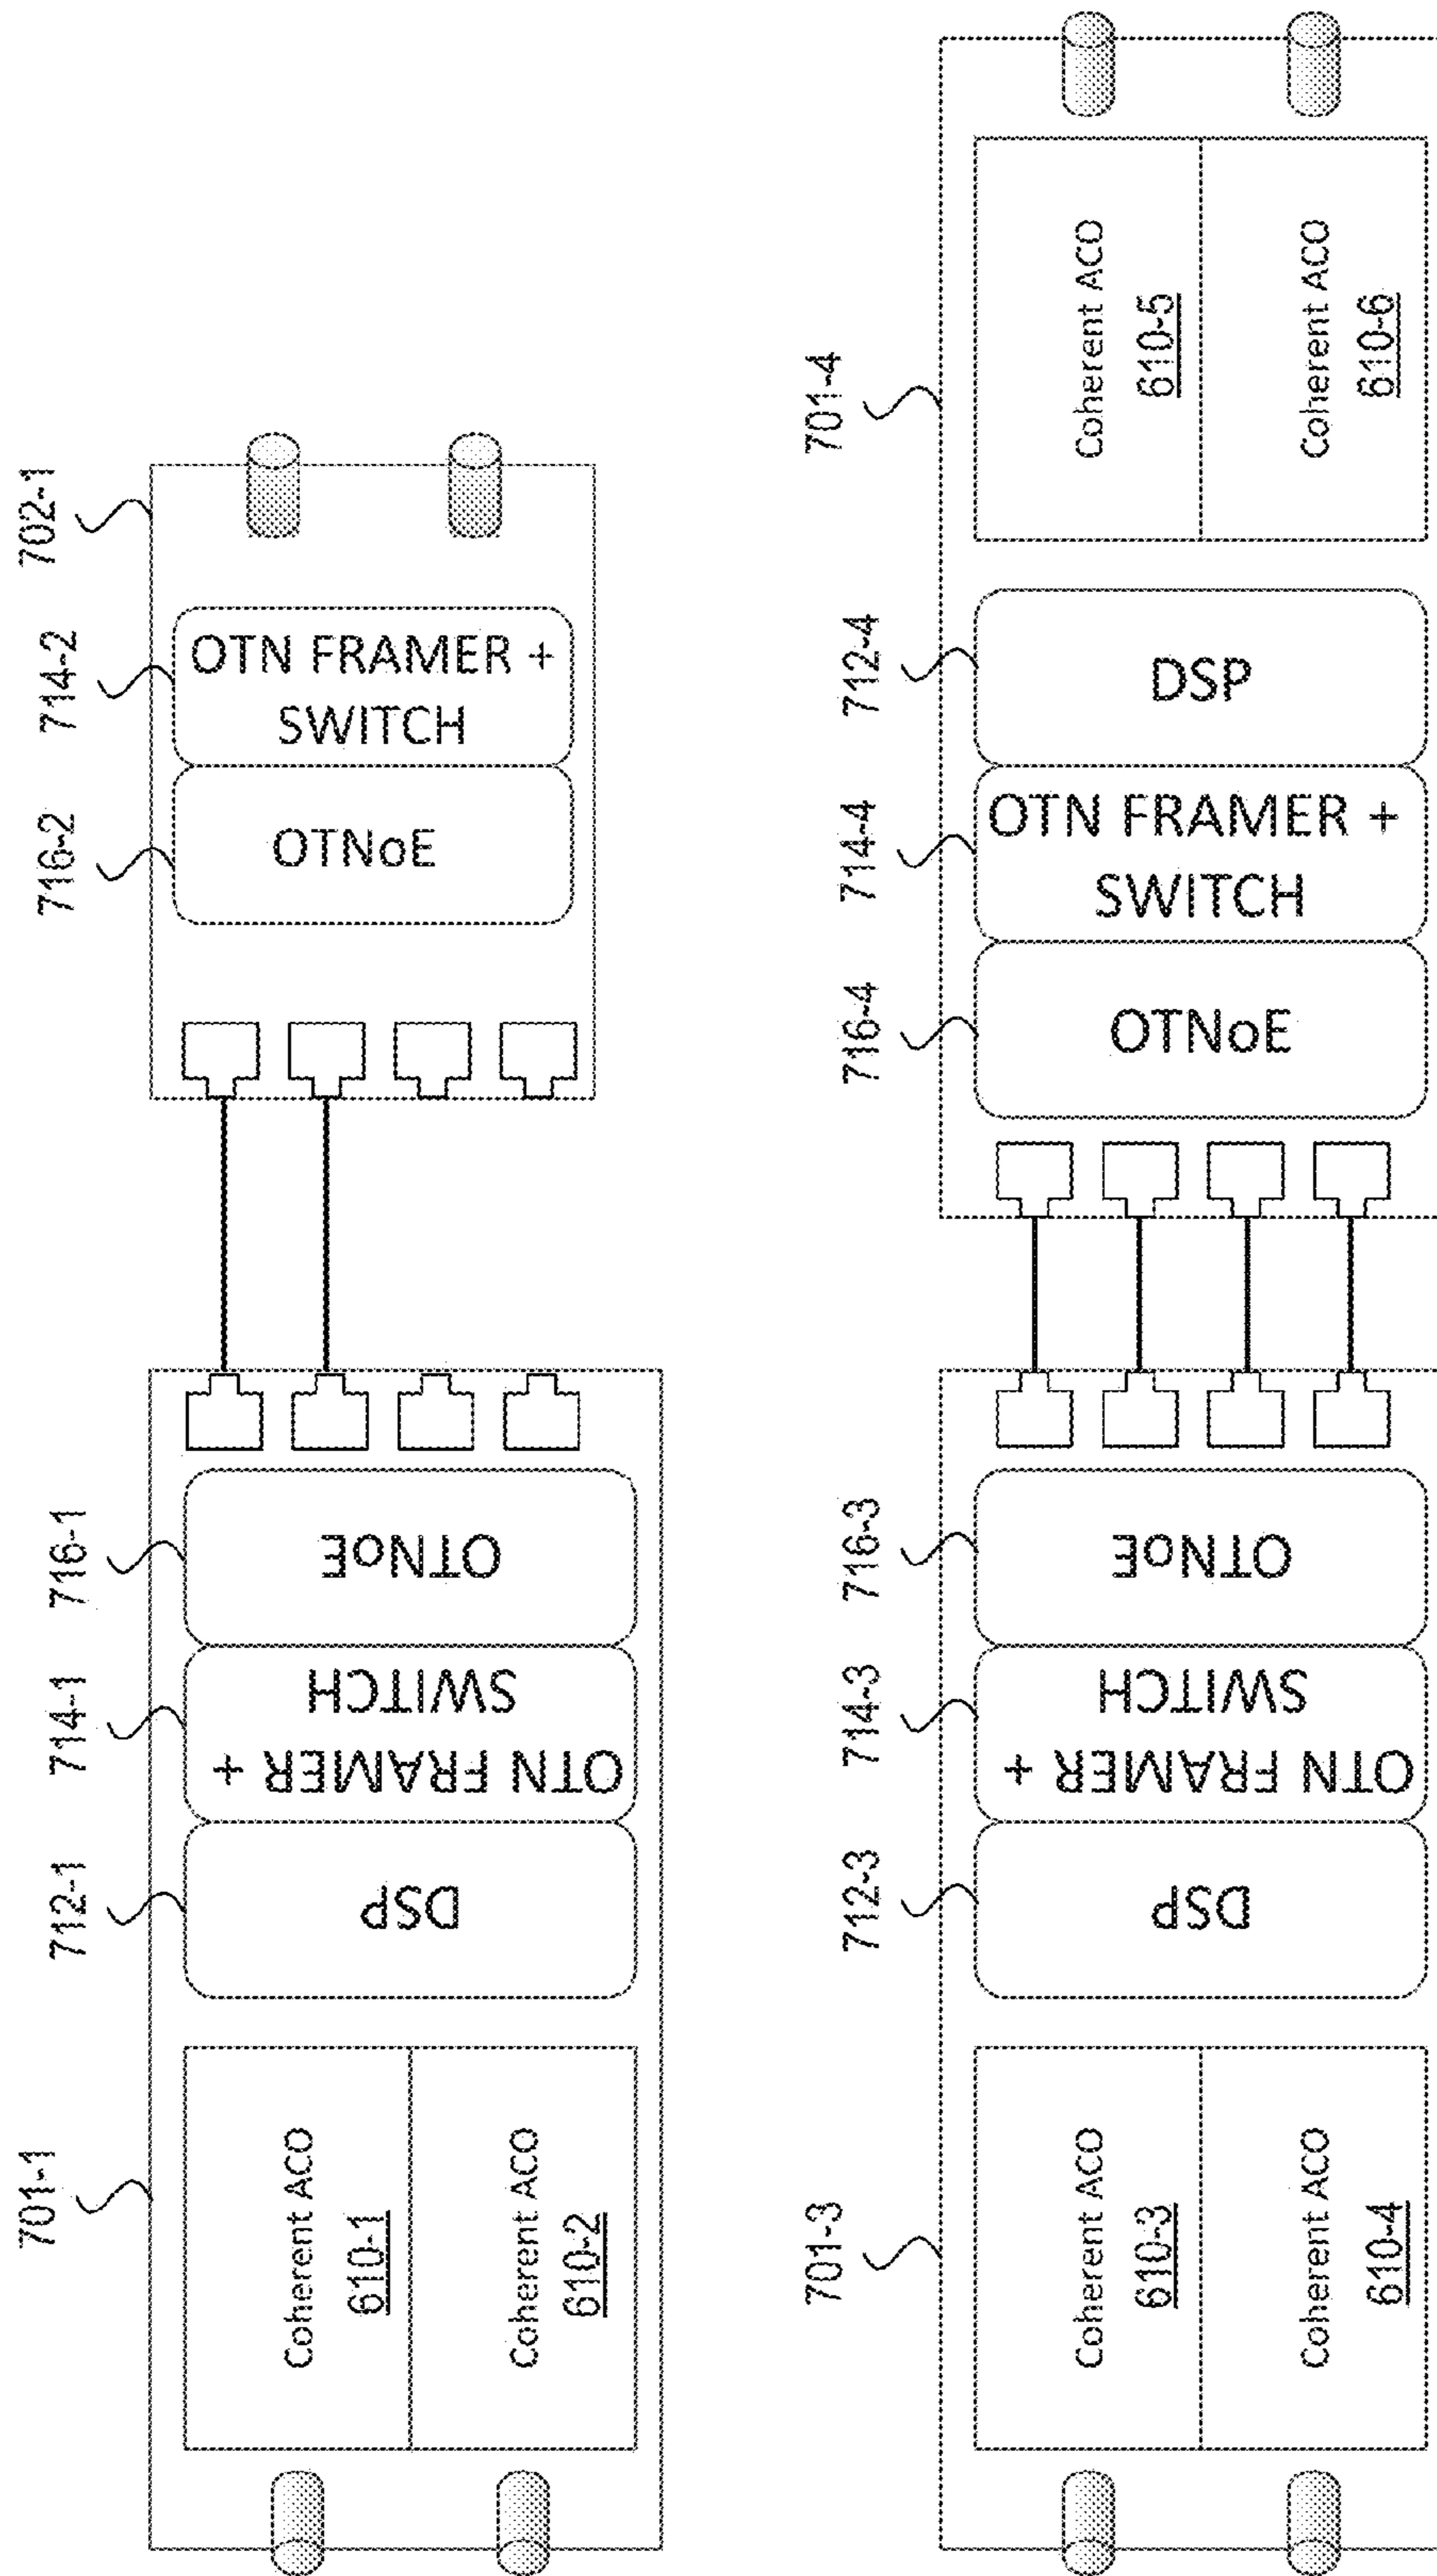 702-1
714-2
OTN FRAMER +
SWITCH
716-2
OTNoE
716-1
OTNoE
714-1
OTN FRAMER +
SWITCH
712-1
DSP
701-1
Coherent ACO
610-1
Coherent ACO
610-2
701-4
Coherent ACO
610-5
Coherent ACO
610-6
712-4
DSP
714-4
OTN FRAMER +
SWITCH
716-4
OTNoE
716-3
OTNoE
714-3
OTN FRAMER +
SWITCH
712-3
DSP
701-3
Coherent ACO
610-3
Coherent ACO
610-4